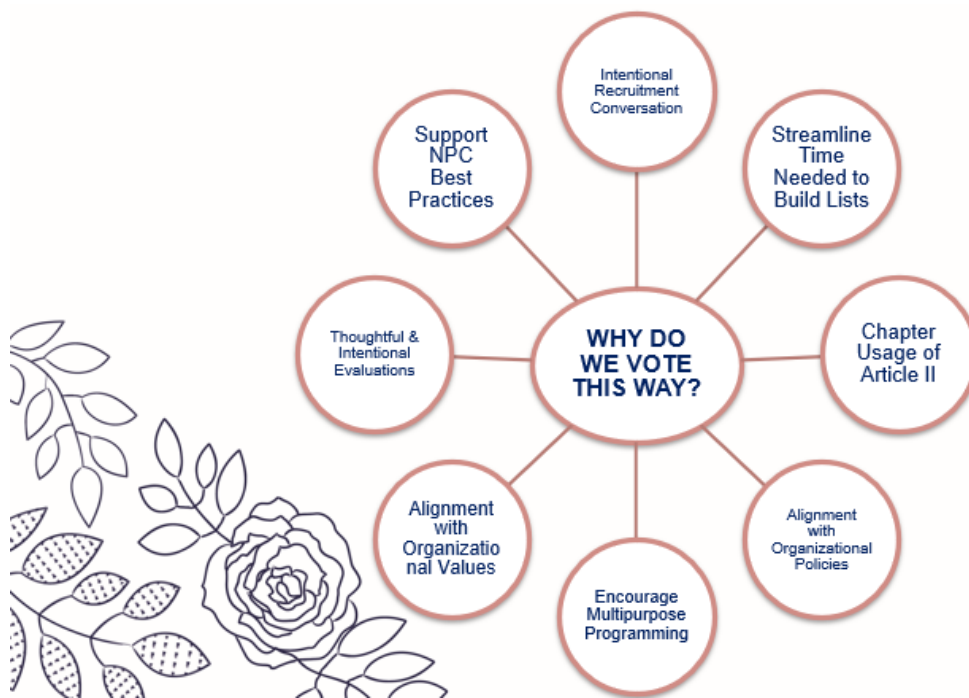 Intentional
Recruitment
Conversation
Streamline
Time
Needed to
Build Lists
Chapter
Usage of
Article II
Alignment
with
Organizational
Policies
Encourage
Multipurpose
Programming
Alignment
with
Organizatio
nal Values
Thoughtful &
Intentional
Evaluations
Support
NPC
Best
Practices
WHY DO
WE VOTE
THIS WAY?